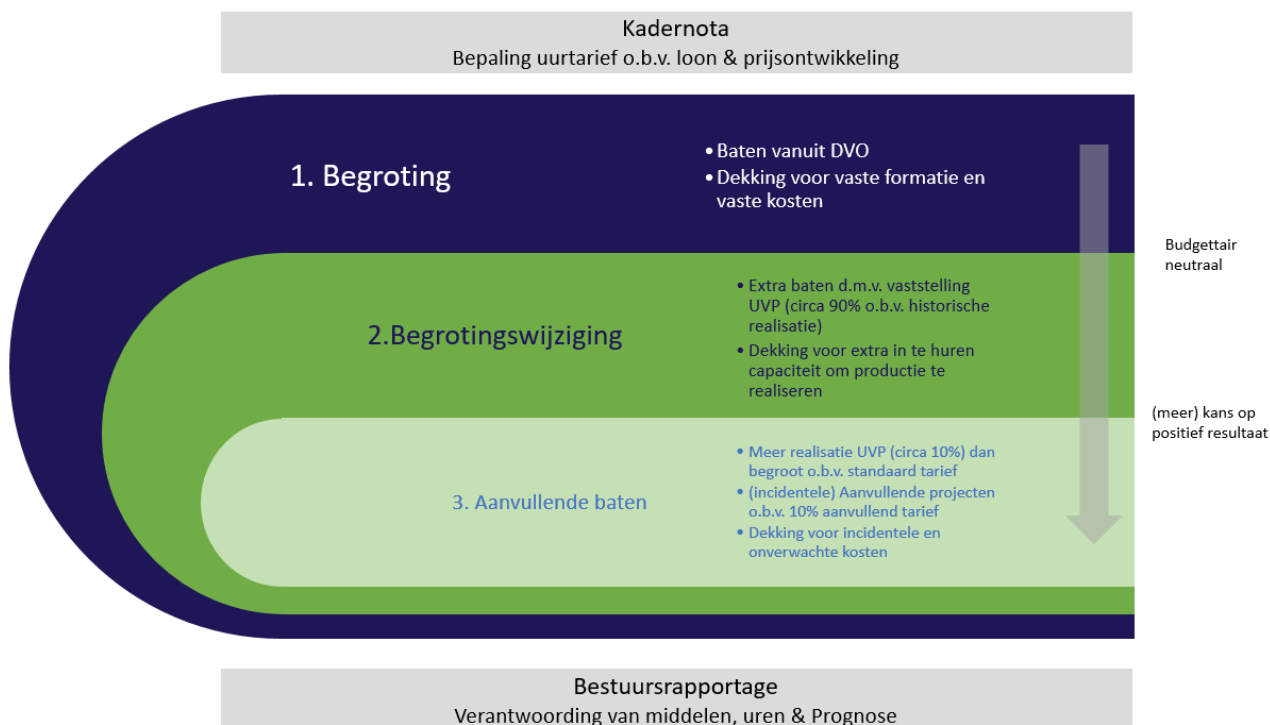 Kadernota
Bepaling uurtarief o.b.v. loon & prijsontwikkeling
1. Begroting
• Baten vanuit DVO
• Dekking voor vaste formatie en
vaste kosten
Budgettair
neutraal
2.Begrotingswijziging
• Extra baten d.m.v. vaststelling
UVP (circa 90% o.b.v. historische
realisatie)
• Dekking voor extra in te huren
capaciteit om productie te
realiseren
(meer) kans op
positief resultaat
3. Aanvullende baten
• Meer realisatie UVP (circa 10%) dan
begroot o.b.v. standaard tarief
• (incidentele) Aanvullende projecten
o.b.v. 10% aanvullend tarief
• Dekking voor incidentele en
onverwachte kosten
Bestuursrapportage
Verantwoording van middelen, uren & Prognose